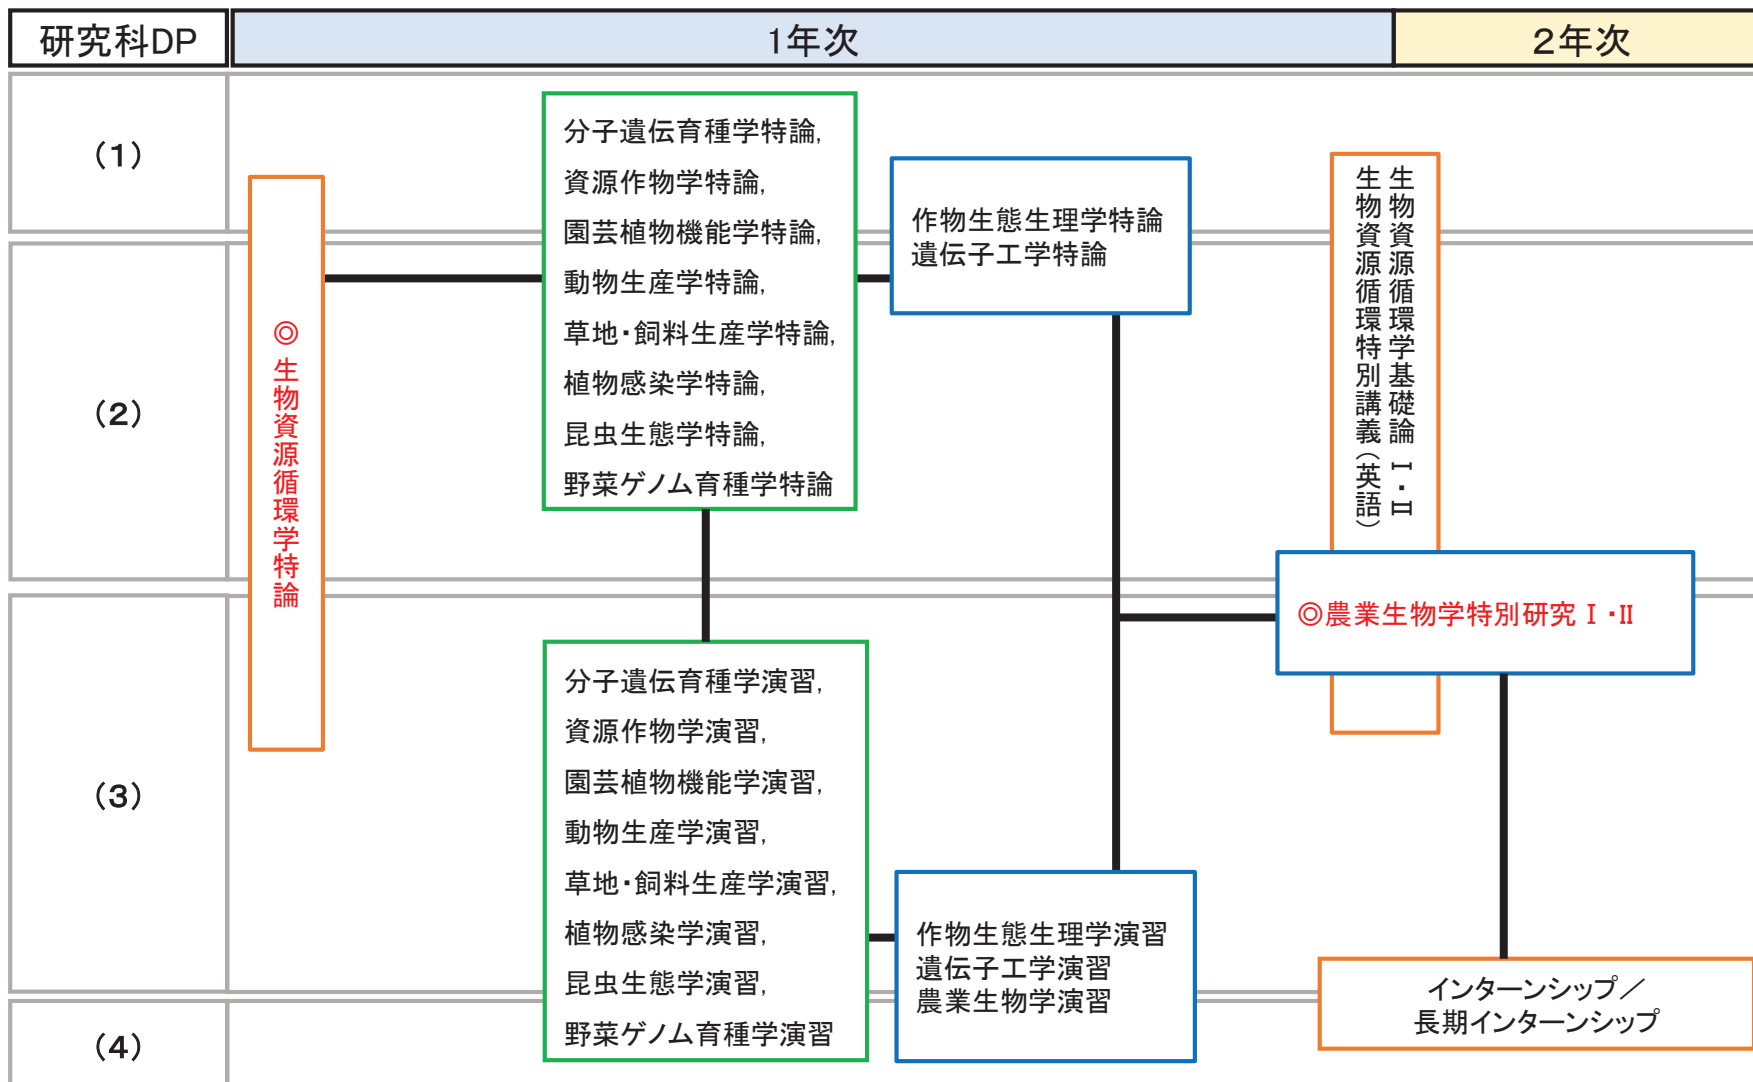 研究科DP
1年次
2年次
(1)
(2)
(3)
(4)
◎生物資源循環学特論
分子遺伝育種学特論,
資源作物学特論,
園芸植物機能学特論,
動物生産学特論,
草地・飼料生産学特論,
植物感染学特論,
昆虫生態学特論,
野菜ゲノム育種学特論
作物生態生理学特論
遺伝子工学特論
生物資源循環学基礎論 Ⅰ・Ⅱ
生物資源循環特別講義(英語)
◎農業生物学特別研究Ⅰ・Ⅱ
分子遺伝育種学演習,
資源作物学演習,
園芸植物機能学演習,
動物生産学演習,
草地・飼料生産学演習,
植物感染学演習,
昆虫生態学演習,
野菜ゲノム育種学演習
作物生態生理学演習
遺伝子工学演習
農業生物学演習
インターンシップ/
長期インターンシップ